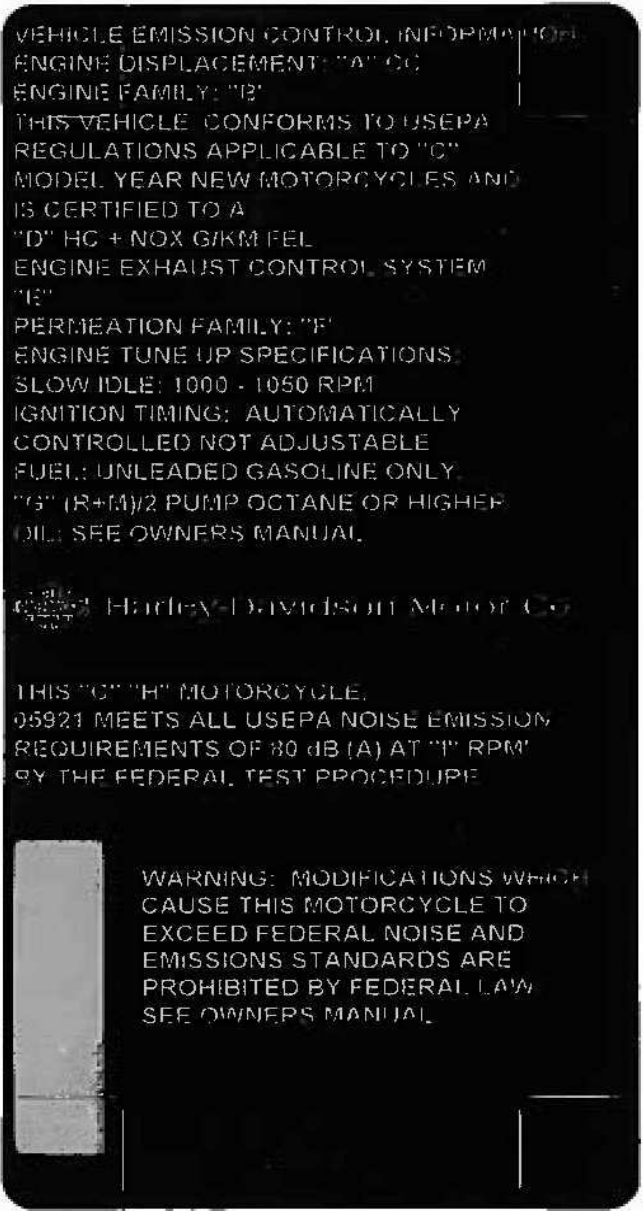 VEHICLE EMISSION CONTROL INFORMATION
ENGINE DISPLACEMENT: "A" CC
ENGINE FAMILY: "B"
THIS VEHICLE CONFORMS TO USEPA
REGULATIONS APPLICABLE TO "C"
MODEL YEAR NEW MOTORCYCLES AND
IS CERTIFIED TO A
"D" HC + NOX G/KM FEL
ENGINE EXHAUST CONTROL SYSTEM
"E"
PERMEATION FAMILY: "F"
ENGINE TUNE UP SPECIFICATIONS:
SLOW IDLE: 1000 - 1050 RPM
IGNITION TIMING: AUTOMATICALLY
CONTROLLED NOT ADJUSTABLE
FUEL: UNLEADED GASOLINE ONLY.
"G" (R+M)/2 PUMP OCTANE OR HIGHER
OIL: SEE OWNERS MANUAL
Harley-Davidson Motor Co
THIS "C" "H" MOTORCYCLE,
05921 MEETS ALL USEPA NOISE EMISSION
REQUIREMENTS OF 80 dB (A) AT "I" RPM
BY THE FEDERAL TEST PROCEDURE
WARNING: MODIFICATIONS WHICH
CAUSE THIS MOTORCYCLE TO
EXCEED FEDERAL NOISE AND
EMISSIONS STANDARDS ARE
PROHIBITED BY FEDERAL LAW
SEE OWNERS MANUAL